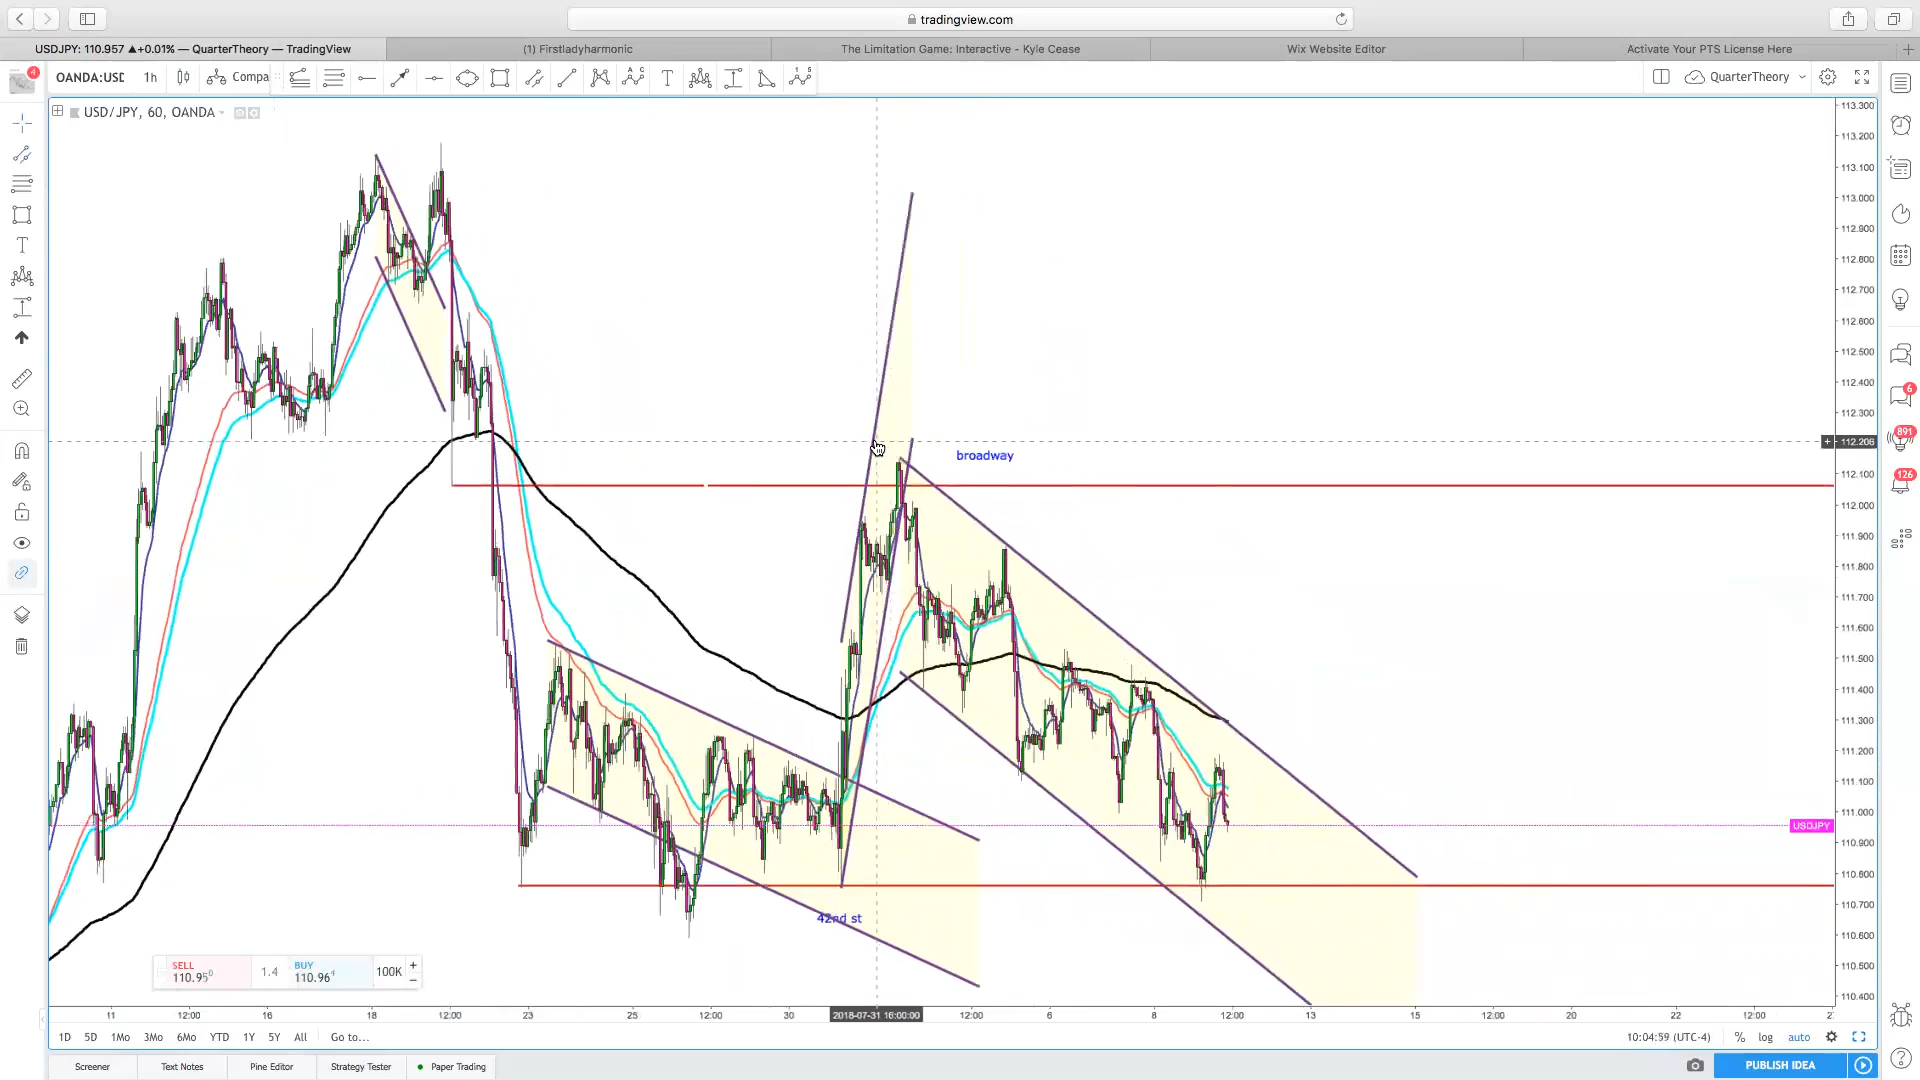 tradingview.com
USDJPY: 110.957 ▲+0.01% — QuarterTheory — TradingView
(1) Firstladyharmonic
The Limitation Game: Interactive - Kyle Cease
Wix Website Editor
Activate Your PTS License Here
4
OANDA:USD
1h
Compa
QuarterTheory
USD/JPY, 60, OANDA
113.300
113.200
113.100
113.000
112.900
112.800
112.700
112.600
112.500
112.400
112.300
112.206
112.100
112.000
111.900
111.800
111.700
111.600
111.500
111.400
111.300
111.200
111.100
111.000
USDJPY
110.900
110.800
110.700
110.600
110.500
110.400
broadway
42nd st
6
891
126
SELL
110.950
1.4
BUY
110.964
100K
+
−
11
12:00
16
18
12:00
23
25
12:00
30
2018-07-31 16:00:00
12:00
6
8
12:00
13
15
12:00
20
22
12:00
1D 5D 1Mo 3Mo 6Mo YTD 1Y 5Y All Go to...
10:04:59 (UTC-4) % log auto
Screener
Text Notes
Pine Editor
Strategy Tester
Paper Trading
PUBLISH IDEA